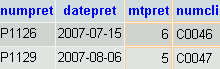 numpret datepret mtpret numcli
P1126 2007-07-15 6 C0046
P1129 2007-08-06 5 C0047